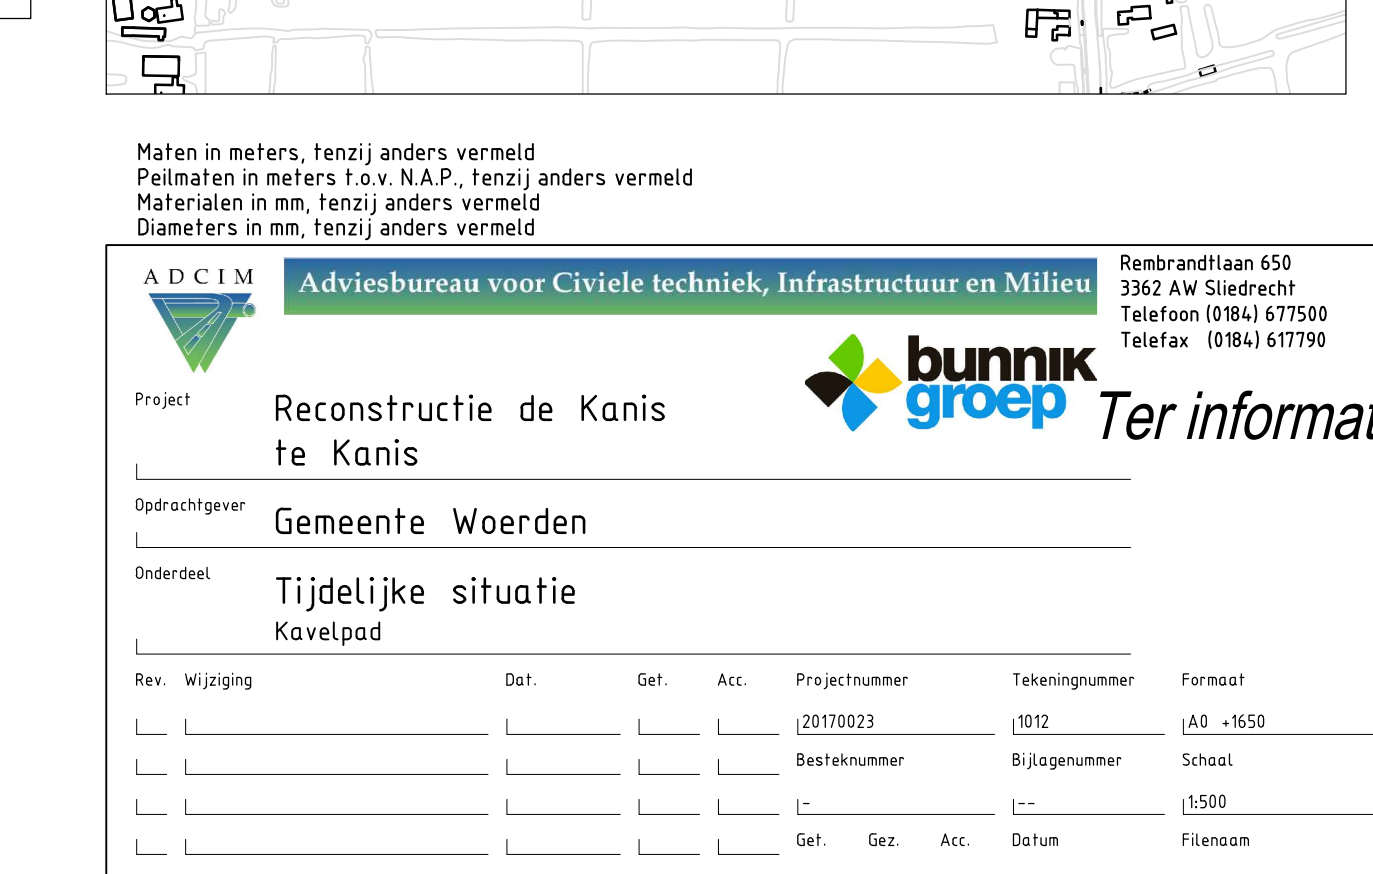 Maten in meters, tenzij anders vermeld
Peilmaten in meters t.o.v. N.A.P., tenzij anders vermeld
Materialen in mm, tenzij anders vermeld
Diameters in mm, tenzij anders vermeld
ADCIM
Adviesbureau voor Civiele techniek, Infrastructuur en Milieu
Rembrandtlaan 650
3362 AW Sliedrecht
Telefoon (0184) 677500
Telefax (0184) 617790
bunnik
groep
Ter informat
Project
Reconstructie de Kanis
te Kanis
Opdrachtgever
Gemeente Woerden
Onderdeel
Tijdelijke situatie
Kavelpad
Rev. Wijziging Dat. Get. Acc. Projectnummer Tekeningnummer Formaat
20170023 1012 A0 +1650
Besteknummer Bijlagenummer Schaal
- -- 1:500
Get. Gez. Acc. Datum Filenaam